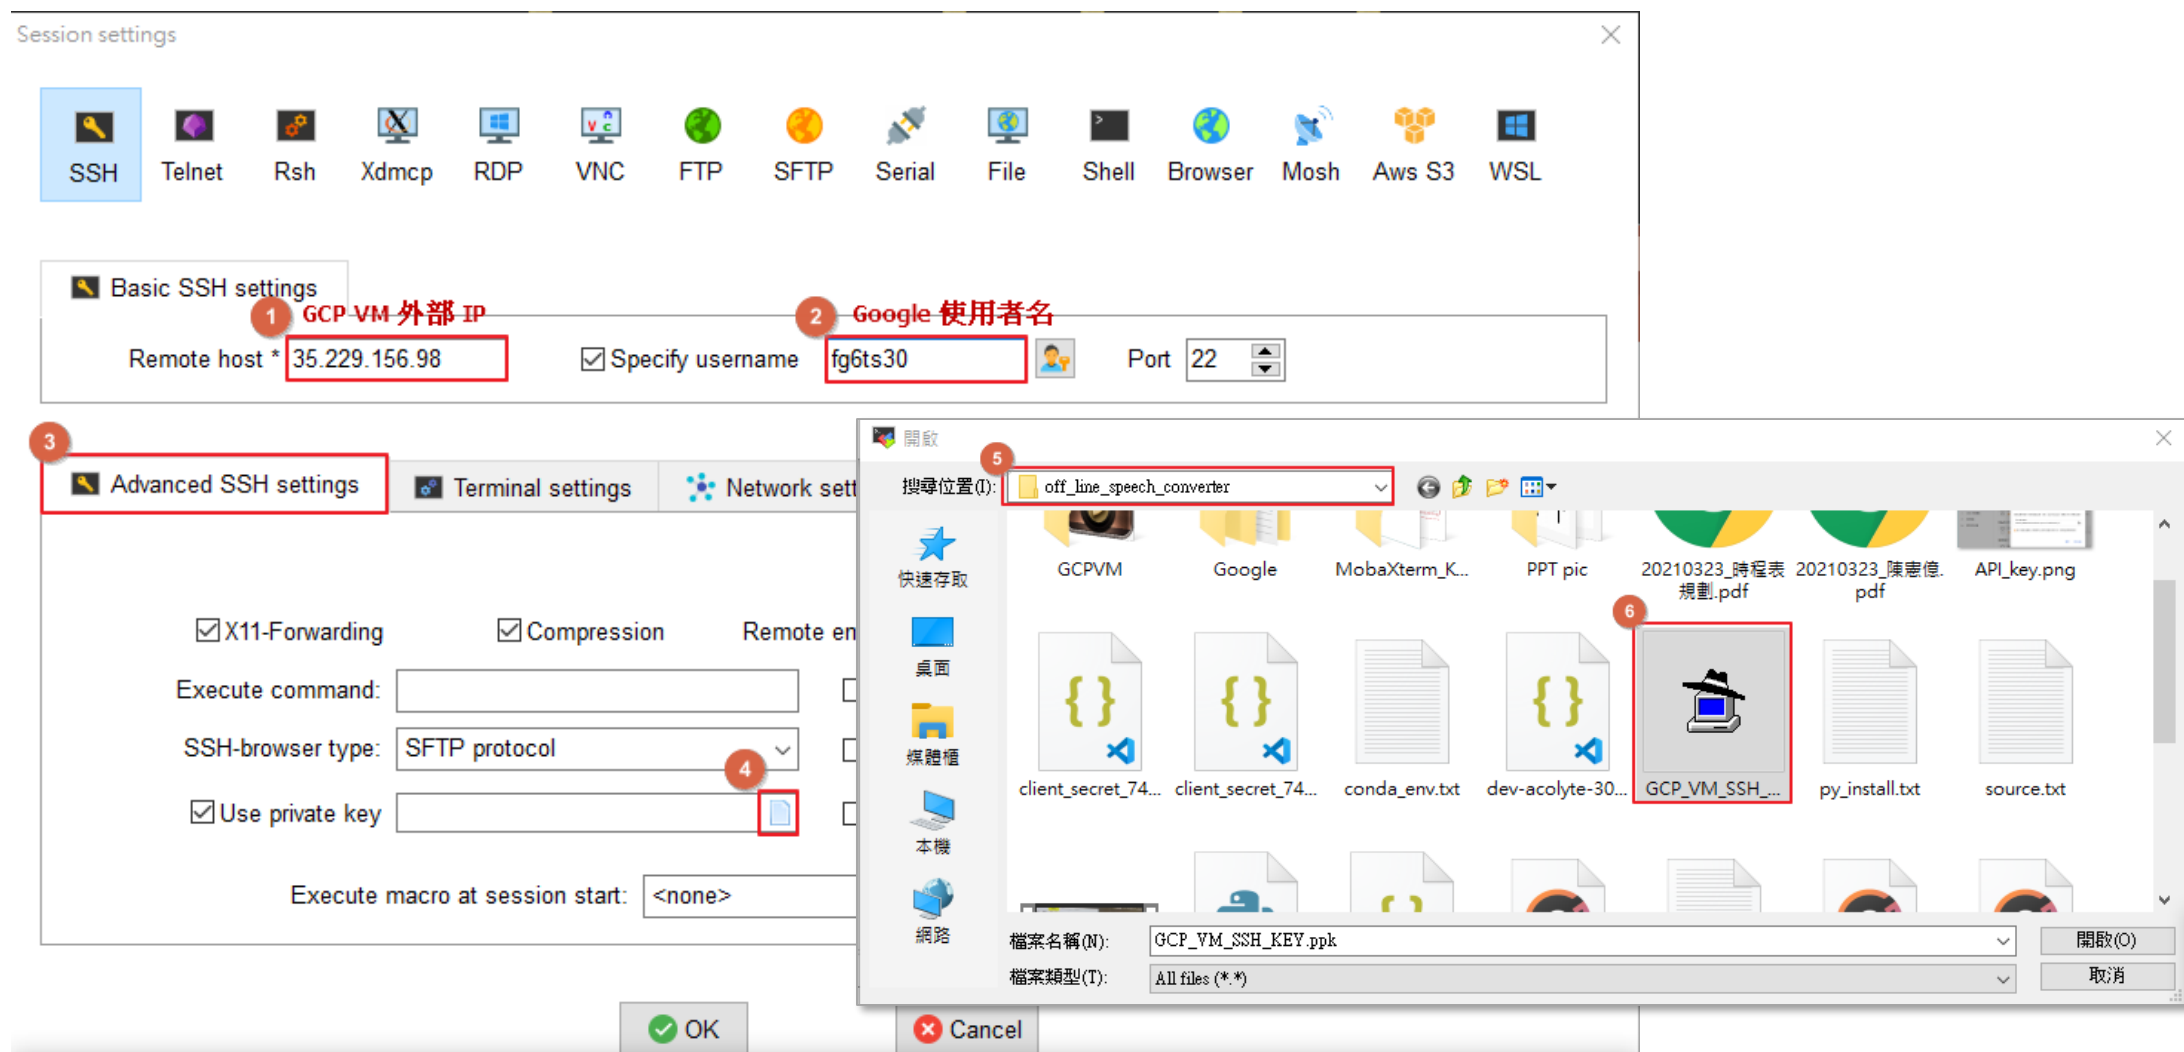 Session settings
SSH
Telnet
Rsh
Xdmcp
RDP
VNC
FTP
SFTP
Serial
File
Shell
Browser
Mosh
Aws S3
WSL
Basic SSH settings
1 GCP VM 外部 IP
2 Google 使用者名
Remote host * 35.229.156.98
Specify username fg6ts30
Port 22
3
Advanced SSH settings
Terminal settings
Network sett
X11-Forwarding
Compression
Remote en
Execute command:
SSH-browser type: SFTP protocol
4
Use private key
Execute macro at session start: <none>
OK
Cancel
開啟
5
搜尋位置(I): off_line_speech_converter
快速存取
桌面
媒體櫃
本機
網路
GCPVM
Google
MobaXterm_K...
PPT pic
20210323_時程表
規劃.pdf
20210323_陳憲億.
pdf
API_key.png
6
client_secret_74...
client_secret_74...
conda_env.txt
dev-acolyte-30...
GCP_VM_SSH_...
py_install.txt
source.txt
檔案名稱(N): GCP_VM_SSH_KEY.ppk
開啟(O)
檔案類型(T): All files (*.*)
取消